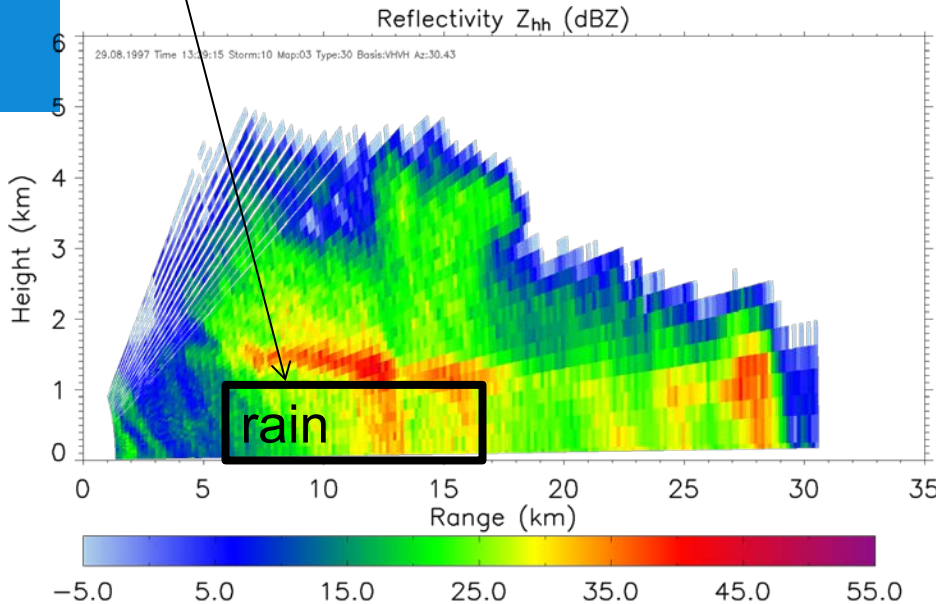 Reflectivity Zhh (dBZ)
29.08.1997 Time 13:29:15 Storm:10 Map:03 Type:30 Basis:VHVH Az:30.43
6
5
4
3
2
1
0
Height (km)
rain
0 5 10 15 20 25 30 35
Range (km)
−5.0 5.0 15.0 25.0 35.0 45.0 55.0